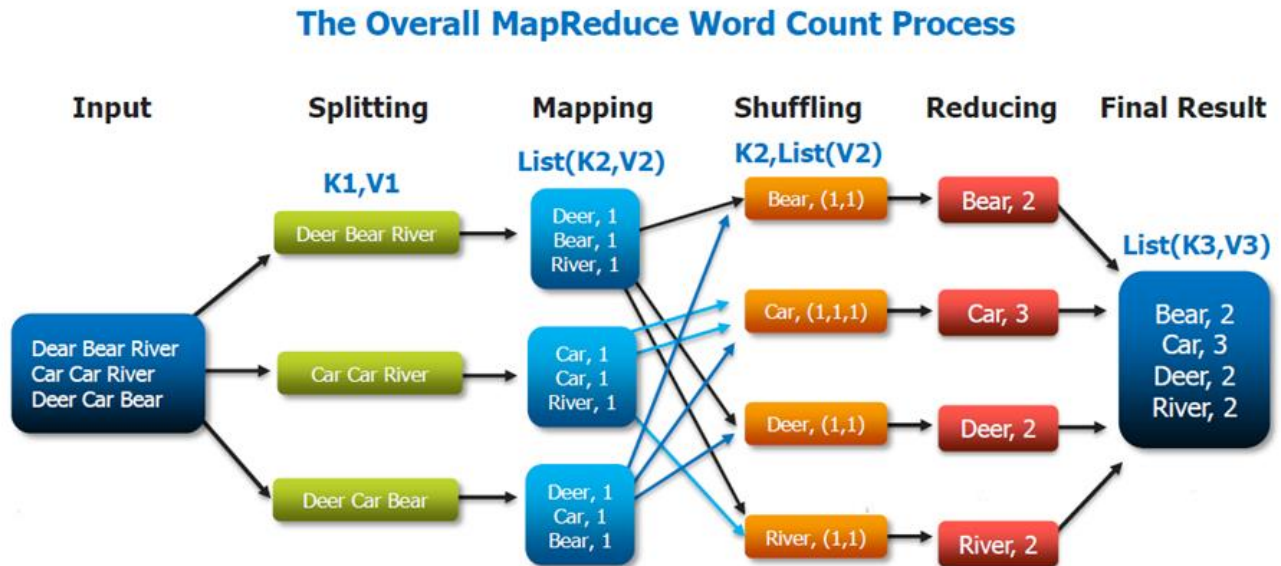 The Overall MapReduce Word Count Process
Input
Splitting
Mapping
Shuffling
Reducing
Final Result
K1,V1
List(K2,V2)
K2,List(V2)
List(K3,V3)
Dear Bear River
Car Car River
Deer Car Bear
Deer Bear River
Car Car River
Deer Car Bear
Deer, 1
Bear, 1
River, 1
Car, 1
Car, 1
River, 1
Deer, 1
Car, 1
Bear, 1
Bear, (1,1)
Car, (1,1,1)
Deer, (1,1)
River, (1,1)
Bear, 2
Car, 3
Deer, 2
River, 2
Bear, 2
Car, 3
Deer, 2
River, 2